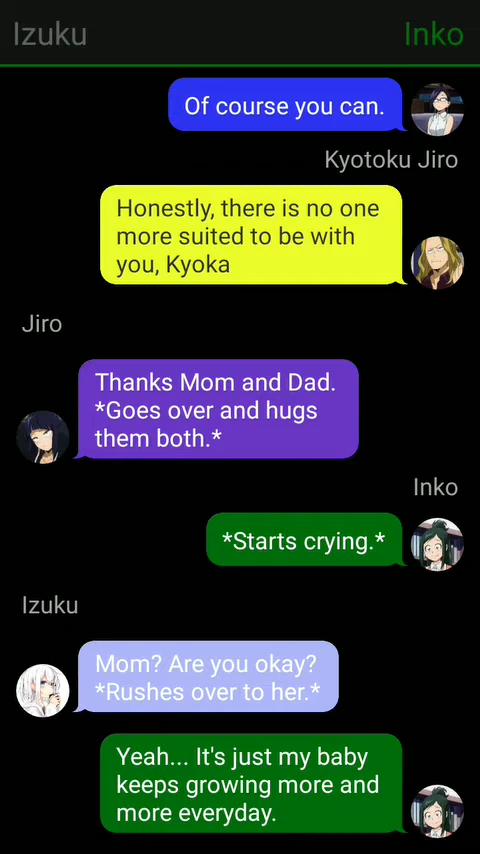 Izuku
Inko
Of course you can.
Kyotoku Jiro
Honestly, there is no one
more suited to be with
you, Kyoka
Jiro
Thanks Mom and Dad.
*Goes over and hugs
them both.*
Inko
*Starts crying.*
Izuku
Mom? Are you okay?
*Rushes over to her.*
Yeah... It's just my baby
keeps growing more and
more everyday.